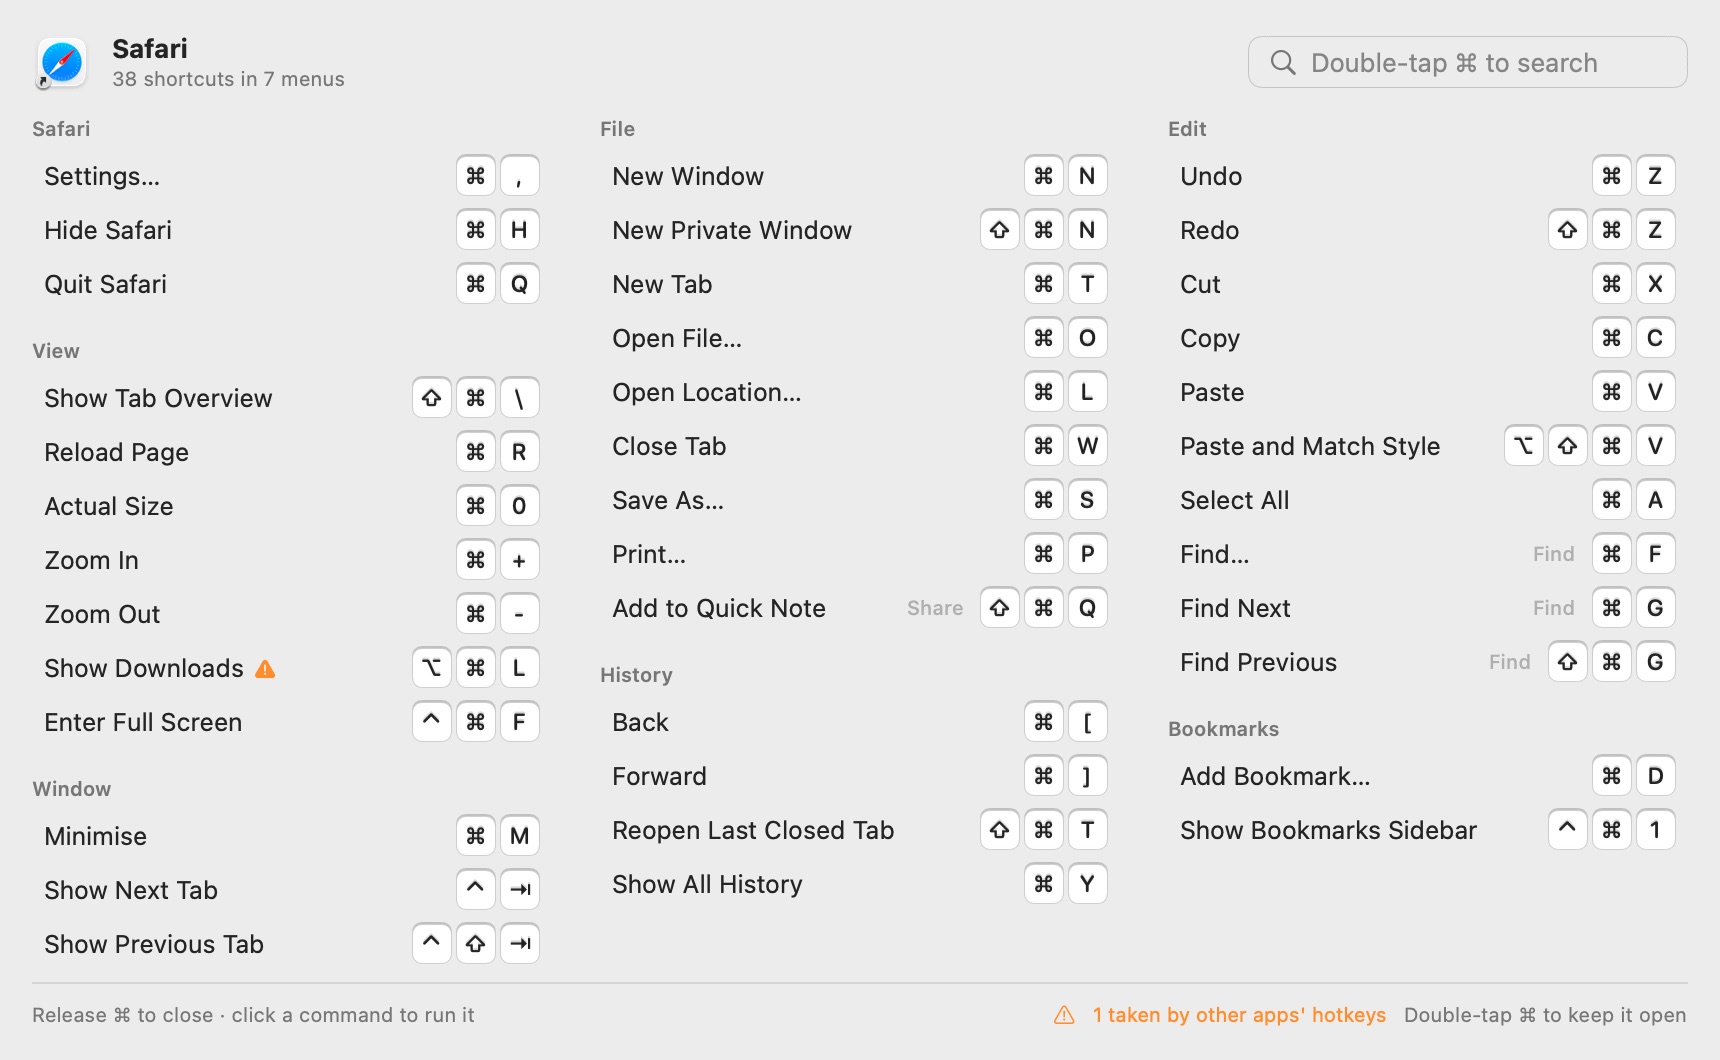 Safari
38 shortcuts in 7 menus
Double-tap ⌘ to search
Safari
Settings... ⌘ ,
Hide Safari ⌘ H
Quit Safari ⌘ Q
View
Show Tab Overview ⇧ ⌘ \
Reload Page ⌘ R
Actual Size ⌘ 0
Zoom In ⌘ +
Zoom Out ⌘ -
Show Downloads ⌥ ⌘ L
Enter Full Screen ^ ⌘ F
Window
Minimise ⌘ M
Show Next Tab ^ ⇥
Show Previous Tab ^ ⇧ ⇥
File
New Window ⌘ N
New Private Window ⇧ ⌘ N
New Tab ⌘ T
Open File... ⌘ O
Open Location... ⌘ L
Close Tab ⌘ W
Save As... ⌘ S
Print... ⌘ P
Add to Quick Note Share ⇧ ⌘ Q
History
Back ⌘ [
Forward ⌘ ]
Reopen Last Closed Tab ⇧ ⌘ T
Show All History ⌘ Y
Edit
Undo ⌘ Z
Redo ⇧ ⌘ Z
Cut ⌘ X
Copy ⌘ C
Paste ⌘ V
Paste and Match Style ⌥ ⇧ ⌘ V
Select All ⌘ A
Find... Find ⌘ F
Find Next Find ⌘ G
Find Previous Find ⇧ ⌘ G
Bookmarks
Add Bookmark... ⌘ D
Show Bookmarks Sidebar ^ ⌘ 1
Release ⌘ to close · click a command to run it
1 taken by other apps' hotkeys
Double-tap ⌘ to keep it open